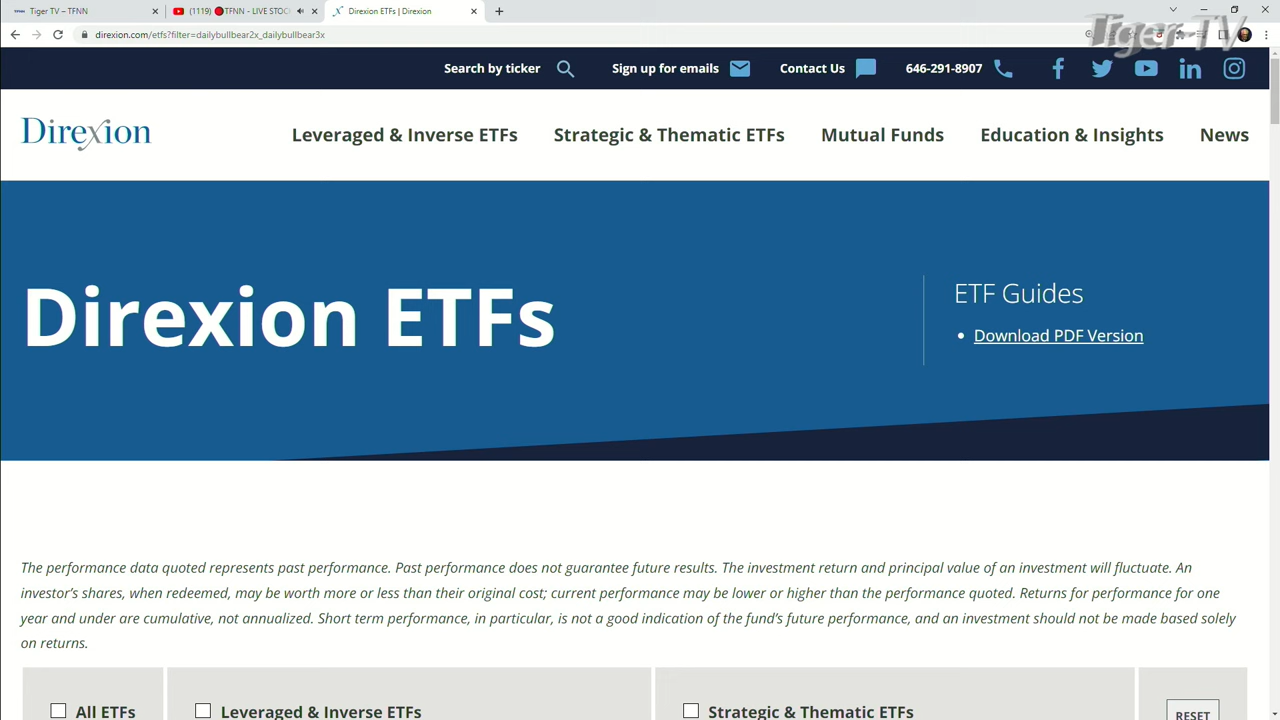 Tiger TV – TFNN
(1119) 🔴TFNN - LIVE STOC
Direxion ETFs | Direxion
direxion.com/etfs?filter=dailybullbear2x_dailybullbear3x
Tiger TV
Search by ticker
Sign up for emails
Contact Us
646-291-8907
Direxion
Leveraged & Inverse ETFs
Strategic & Thematic ETFs
Mutual Funds
Education & Insights
News
Direxion ETFs
ETF Guides
• Download PDF Version
The performance data quoted represents past performance. Past performance does not guarantee future results. The investment return and principal value of an investment will fluctuate. An
investor’s shares, when redeemed, may be worth more or less than their original cost; current performance may be lower or higher than the performance quoted. Returns for performance for one
year and under are cumulative, not annualized. Short term performance, in particular, is not a good indication of the fund’s future performance, and an investment should not be made based solely
on returns.
All ETFs
Leveraged & Inverse ETFs
Strategic & Thematic ETFs
RESET